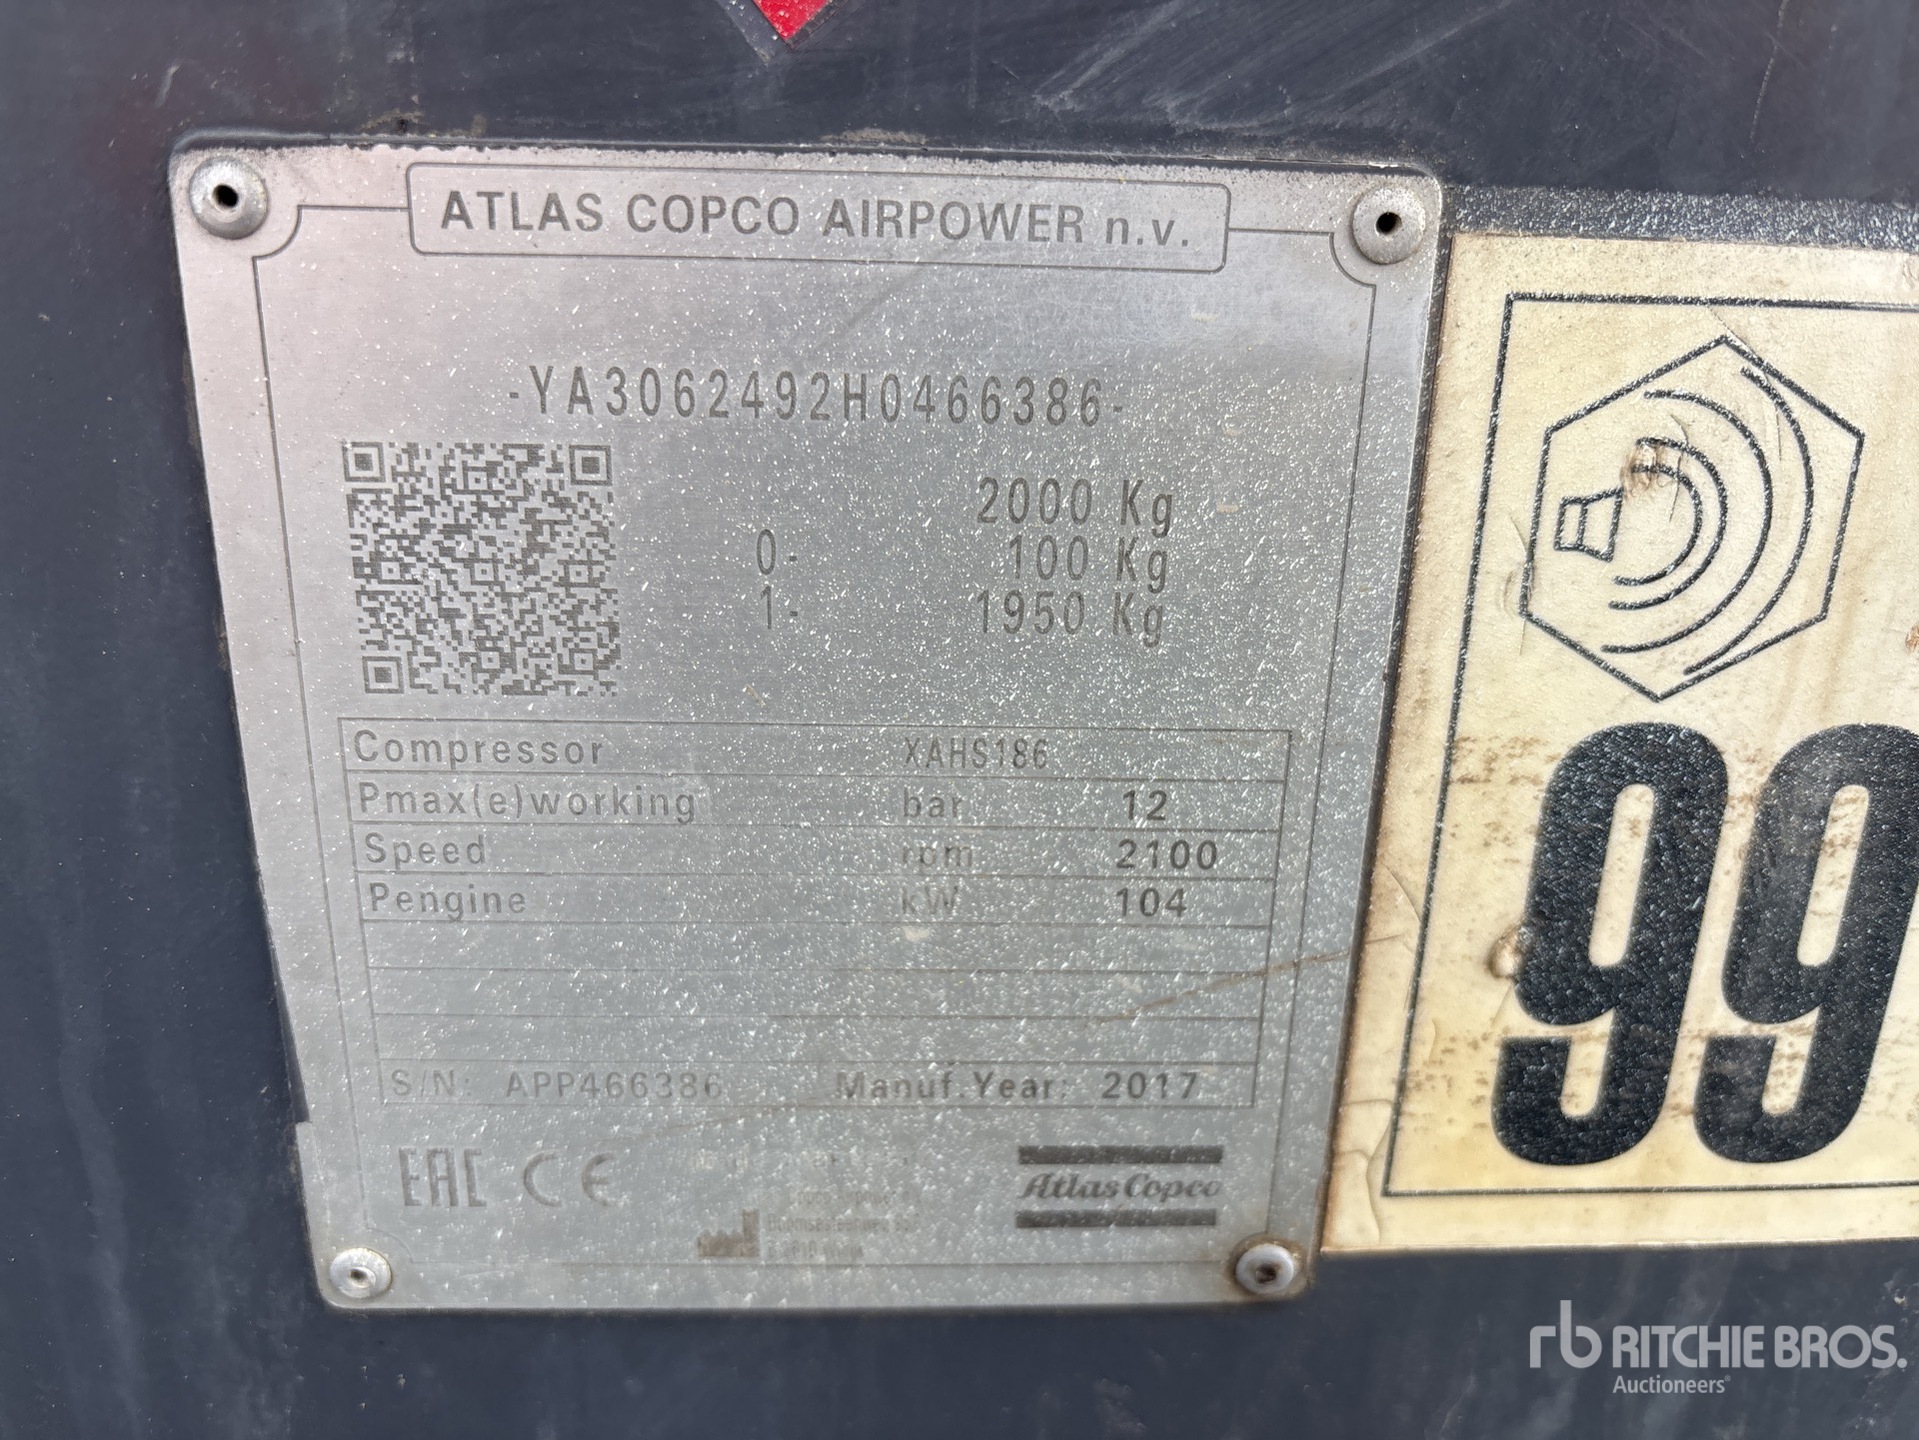 ATLAS COPCO AIRPOWER n.v.
-YA3062492H0466386-
2000 Kg
0- 100 Kg
1- 1950 Kg
Compressor XAHS186
Pmax(e)working bar 12
Speed rpm 2100
Pengine kW 104
S/N: APP466386 Manuf.Year: 2017
EAC CE
Atlas Copco
99
rb RITCHIE BROS.
Auctioneers